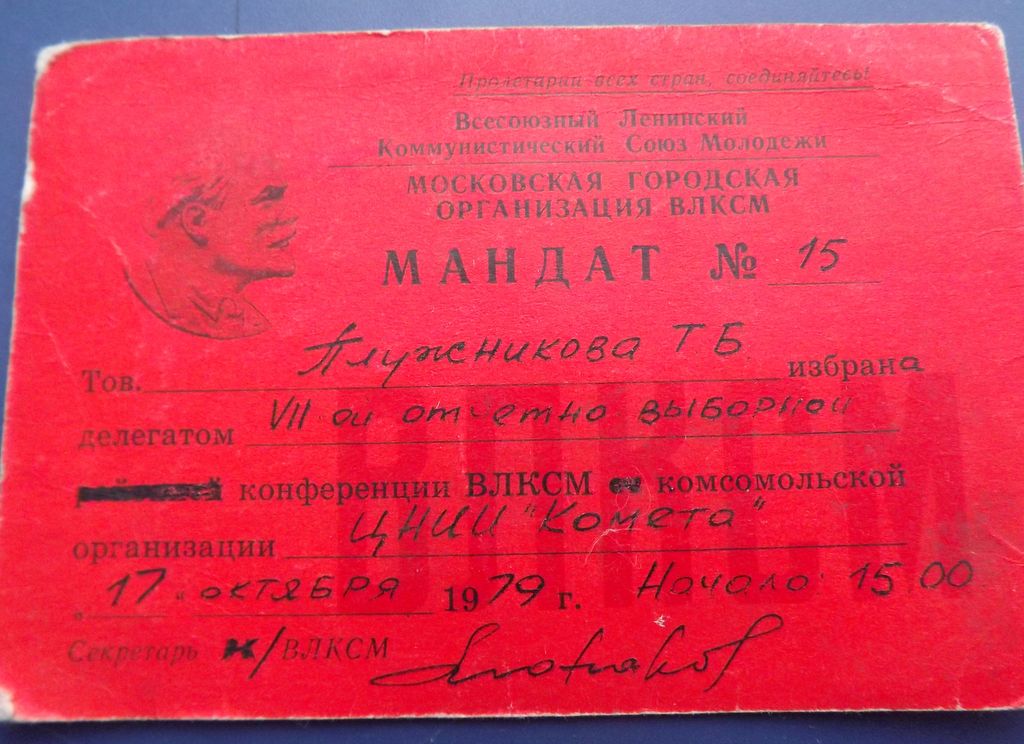 Пролетарии всех стран, соединяйтесь!
Всесоюзный Ленинский
Коммунистический Союз Молодежи
МОСКОВСКАЯ ГОРОДСКАЯ
ОРГАНИЗАЦИЯ ВЛКСМ
МАНДАТ № 15
Тов. Плужникова Т Б избрана
делегатом VII ой отчетно выборной
конференции ВЛКСМ комсомольской
организации ЦНИИ "Комета"
„17" октября 1979 г. Начало 15 00
Секретарь к/ВЛКСМ
ВЛКСМ